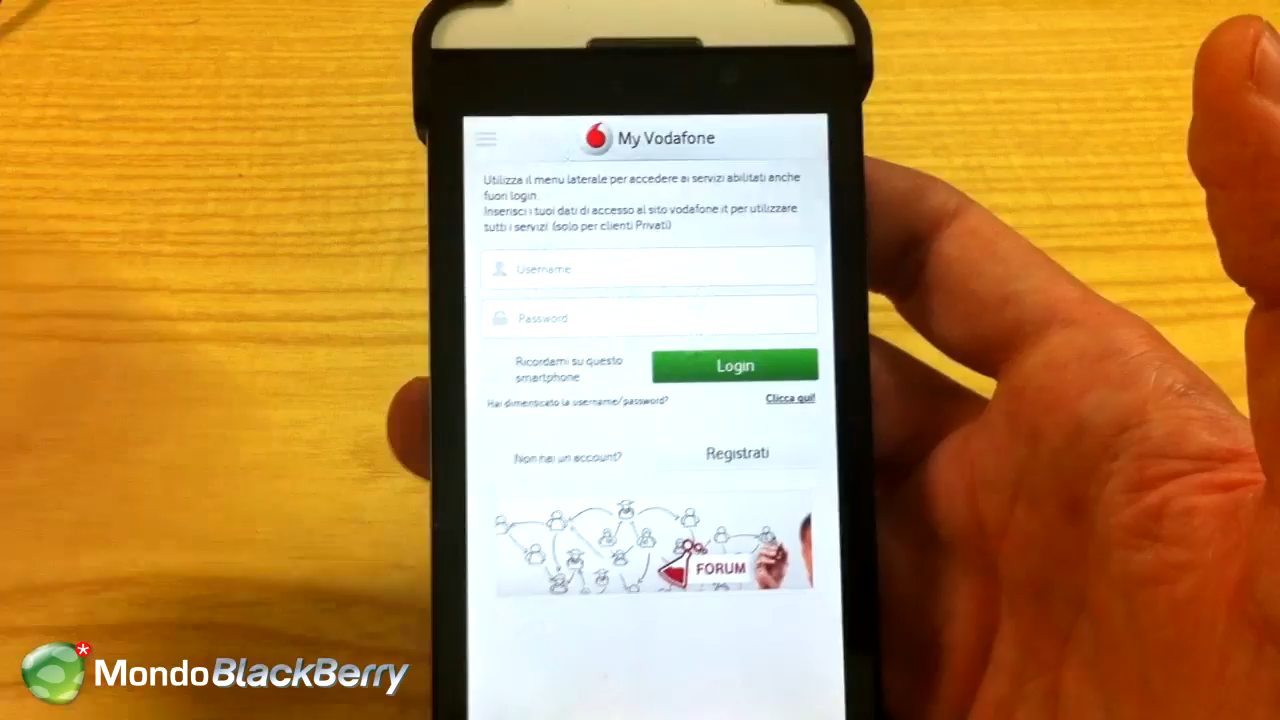 My Vodafone
Utilizza il menu laterale per accedere ai servizi abilitati anche
fuori login.
Inserisci i tuoi dati di accesso al sito vodafone.it per utilizzare
tutti i servizi (solo per clienti Privati)
Username
Password
Ricordami su questo
smartphone
Login
Hai dimenticato la username/password?
Clicca qui!
Non hai un account?
Registrati
FORUM
MondoBlackBerry